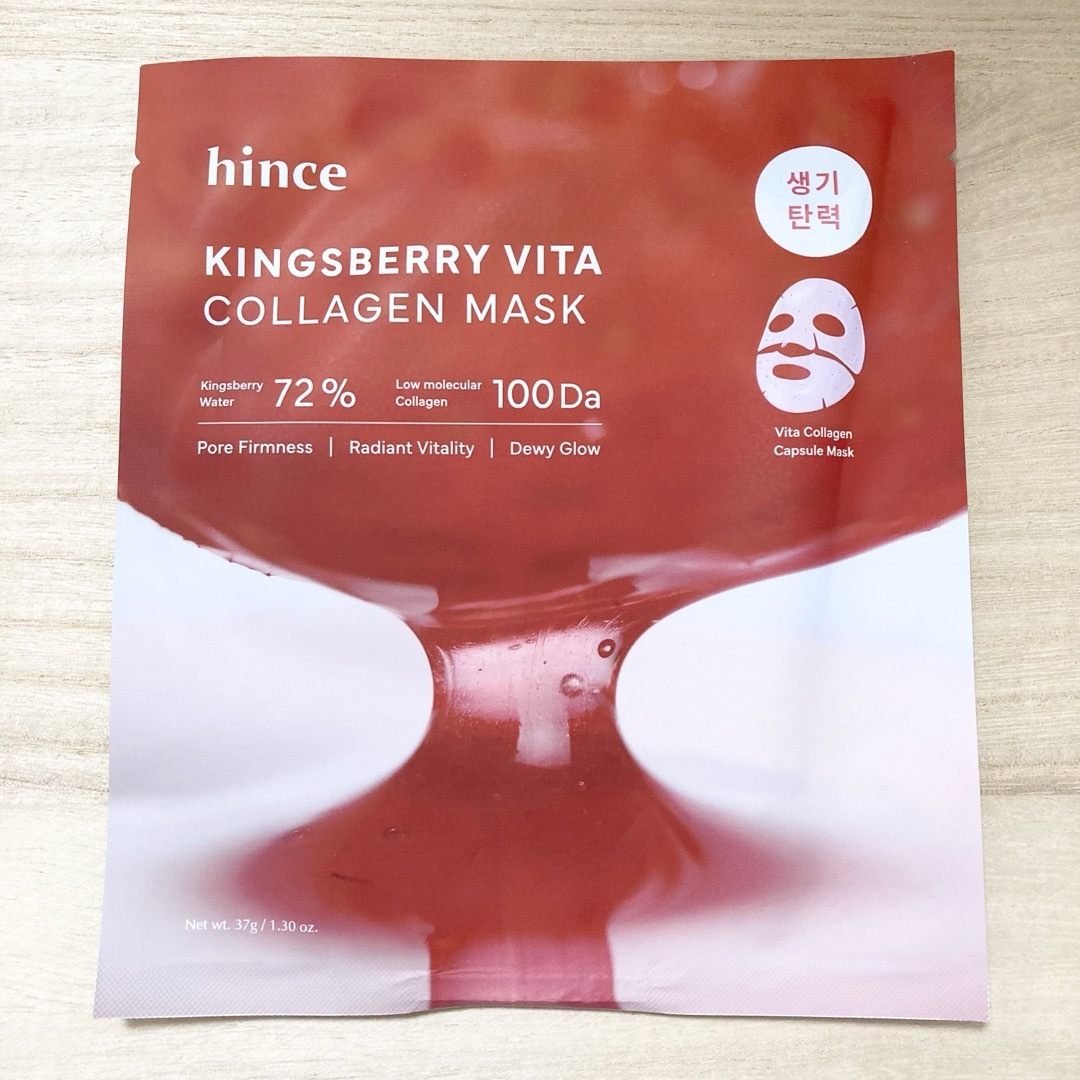 hince
생기
탄력
KINGSBERRY VITA
COLLAGEN MASK
Kingsberry
Water
72%
Low molecular
Collagen
100Da
Pore Firmness | Radiant Vitality | Dewy Glow
Vita Collagen
Capsule Mask
Net wt. 37g / 1.30 oz.